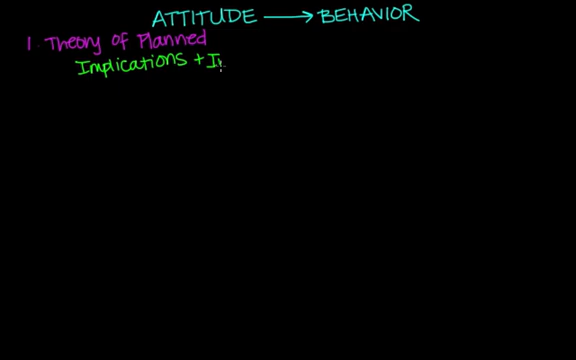 ATTITUDE → BEHAVIOR
1. Theory of Planned
Implications + I